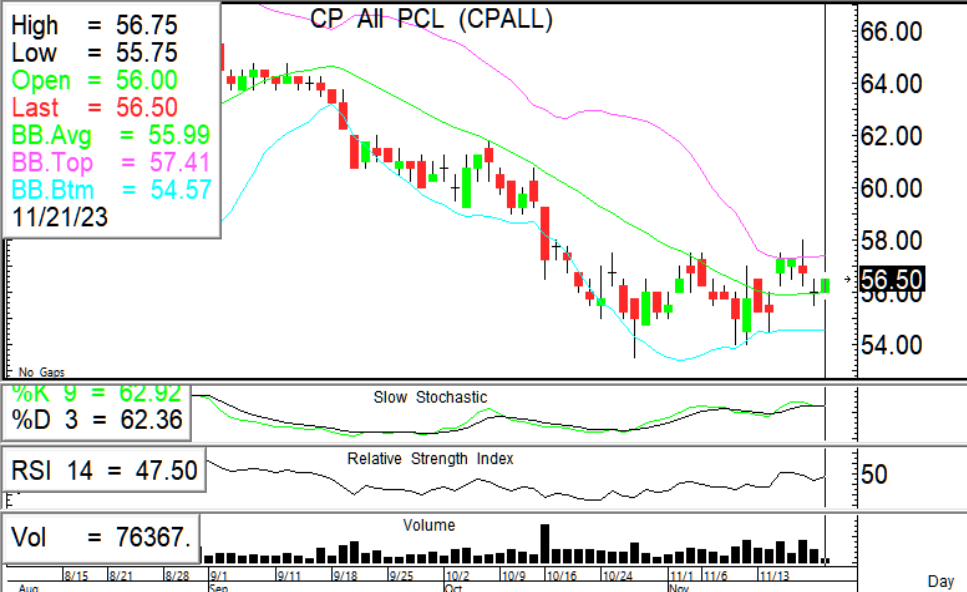 CP All PCL (CPALL)
High = 56.75
Low = 55.75
Open = 56.00
Last = 56.50
BB.Avg = 55.99
BB.Top = 57.41
BB.Btm = 54.57
11/21/23
66.00
64.00
62.00
60.00
58.00
56.50
56.00
54.00
No Gaps
%K 9 = 62.92
%D 3 = 62.36
Slow Stochastic
RSI 14 = 47.50
Relative Strength Index
50
Vol = 76367.
Volume
8/15 8/21 8/28 9/1 9/11 9/18 9/25 10/2 10/9 10/16 10/24 11/1 11/6 11/13
Aug Sep Oct Nov
Day